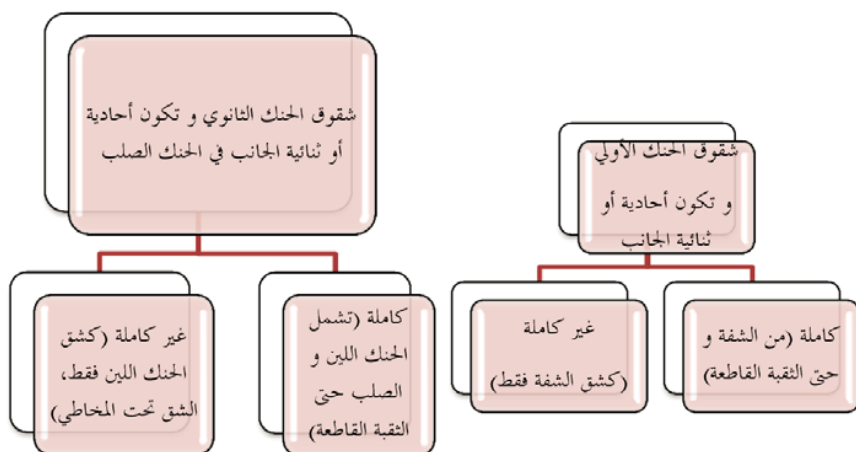 شقوق الحنك الأولي
و تكون أحادية أو
ثنائية الجانب
كاملة (من الشفة و
حتى الثقبة القاطعة)
غير كاملة
(كشق الشفة فقط)
شقوق الحنك الثانوي و تكون أحادية
أو ثنائية الجانب في الحنك الصلب
كاملة (تشمل
الحنك اللين و
الصلب حتى
الثقبة القاطعة)
غير كاملة (كشق
الحنك اللين فقط،
الشق تحت المخاطي)